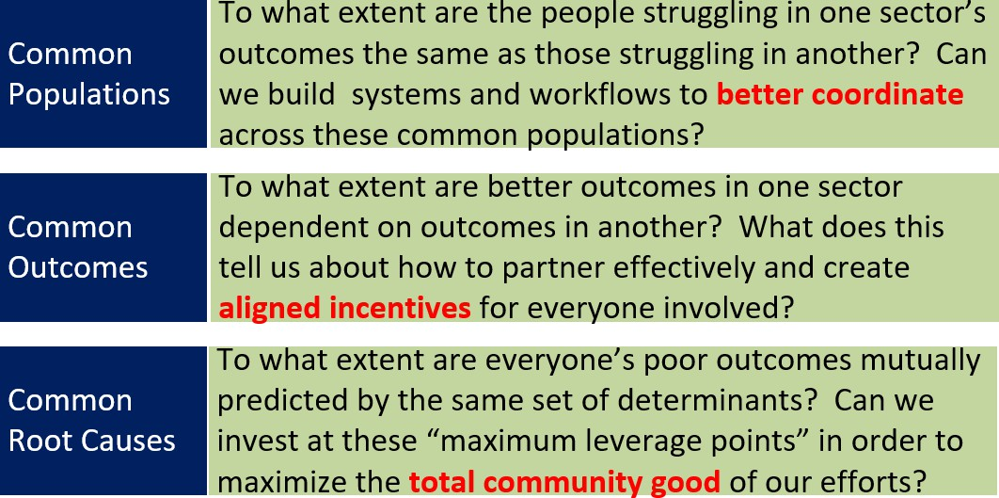 Common
Populations
To what extent are the people struggling in one sector’s
outcomes the same as those struggling in another?  Can
we build  systems and workflows to better coordinate
across these common populations?
Common
Outcomes
To what extent are better outcomes in one sector
dependent on outcomes in another?  What does this
tell us about how to partner effectively and create
aligned incentives for everyone involved?
Common
Root Causes
To what extent are everyone’s poor outcomes mutually
predicted by the same set of determinants?  Can we
invest at these “maximum leverage points” in order to
maximize the total community good of our efforts?